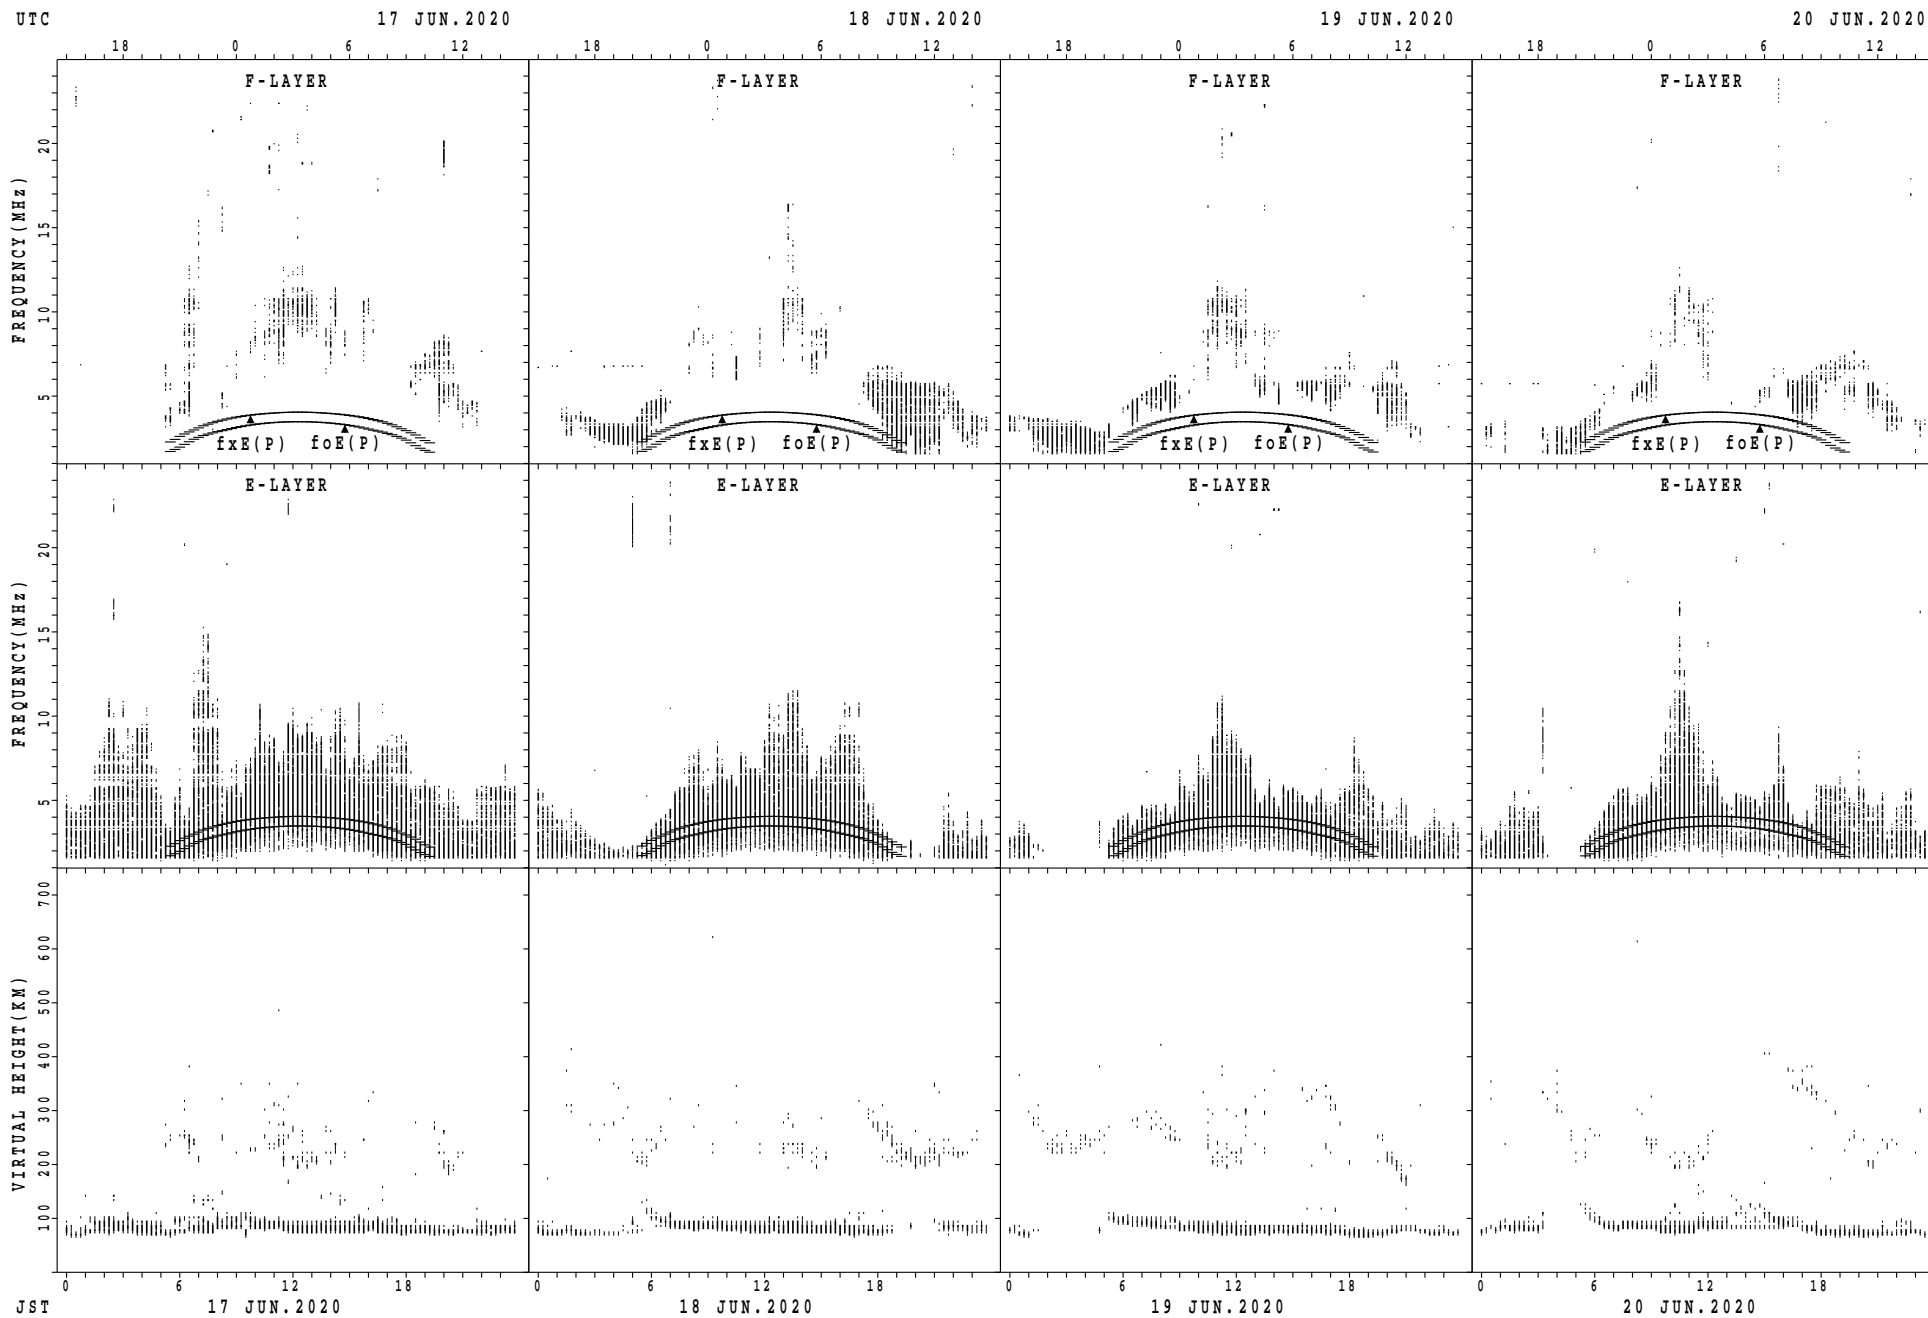 UTC 17 JUN.2020 18 JUN.2020 19 JUN.2020 20 JUN.2020
18 0 6 12 18 0 6 12 18 0 6 12 18 0 6 12
F-LAYER F-LAYER F-LAYER F-LAYER
FREQUENCY(MHz)
20
15
10
5
fxE(P) foE(P) fxE(P) foE(P) fxE(P) foE(P) fxE(P) foE(P)
E-LAYER E-LAYER E-LAYER E-LAYER
FREQUENCY(MHz)
20
15
10
5
VIRTUAL HEIGHT(KM)
700
600
500
400
300
200
100
0 6 12 18 0 6 12 18 0 6 12 18 0 6 12 18
JST 17 JUN.2020 18 JUN.2020 19 JUN.2020 20 JUN.2020